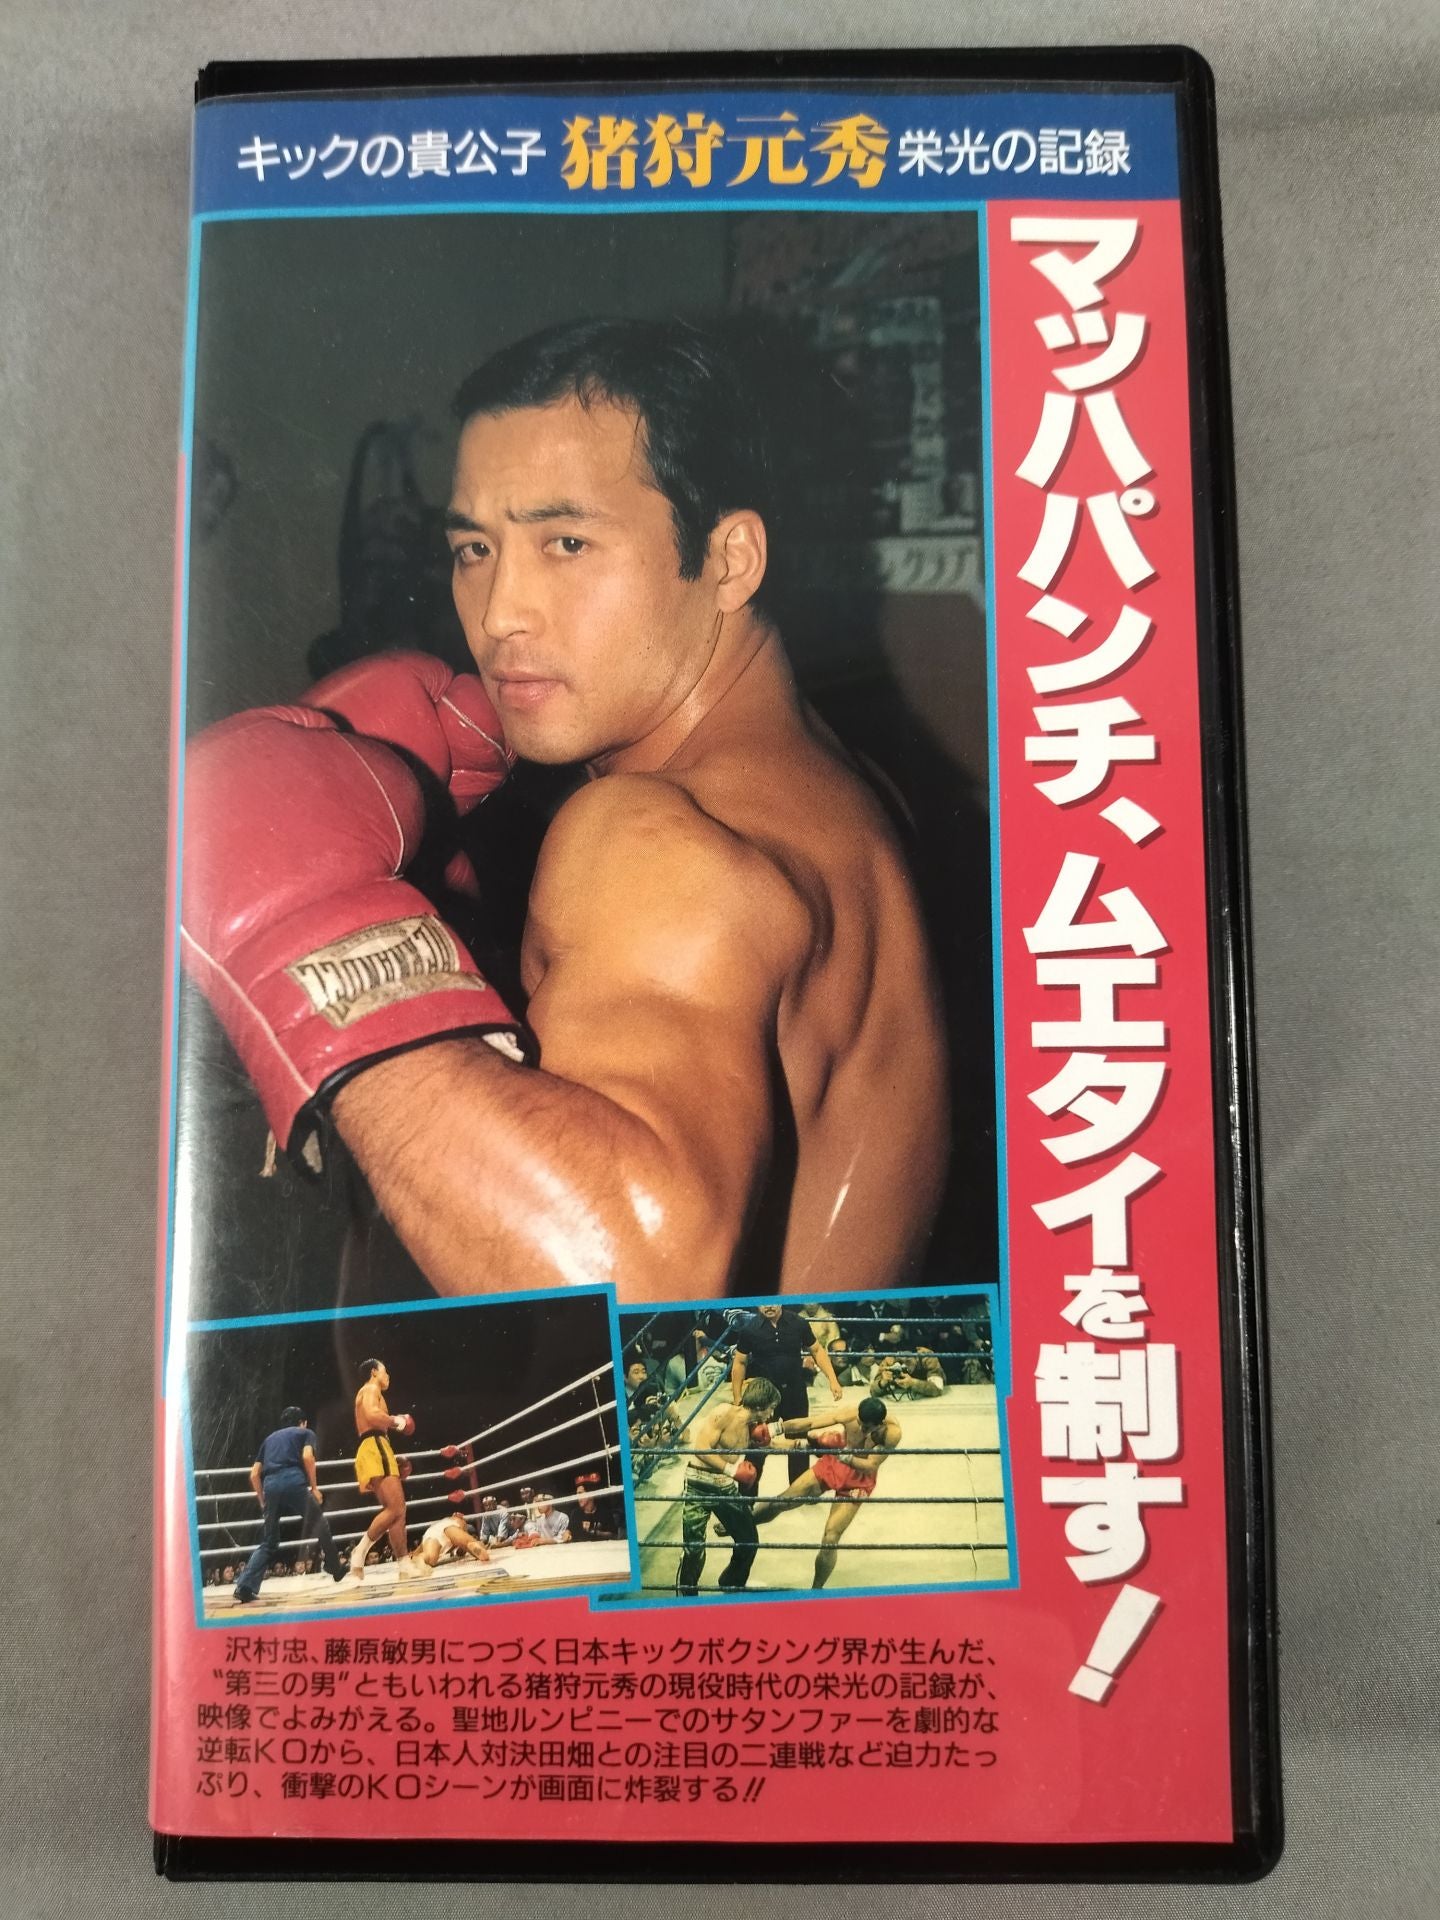 キックの貴公子 猪狩元秀 栄光の記録
マッハパンチ、ムエタイを制す!
沢村忠、藤原敏男につづく日本キックボクシング界が生んだ、
“第三の男”ともいわれる猪狩元秀の現役時代の栄光の記録が、
映像でよみがえる。聖地ルンピニーでのサタンファーを劇的な
逆転KOから、日本人対決田畑との注目の二連戦など迫力たっ
ぷり、衝撃のKOシーンが画面に炸裂する!!